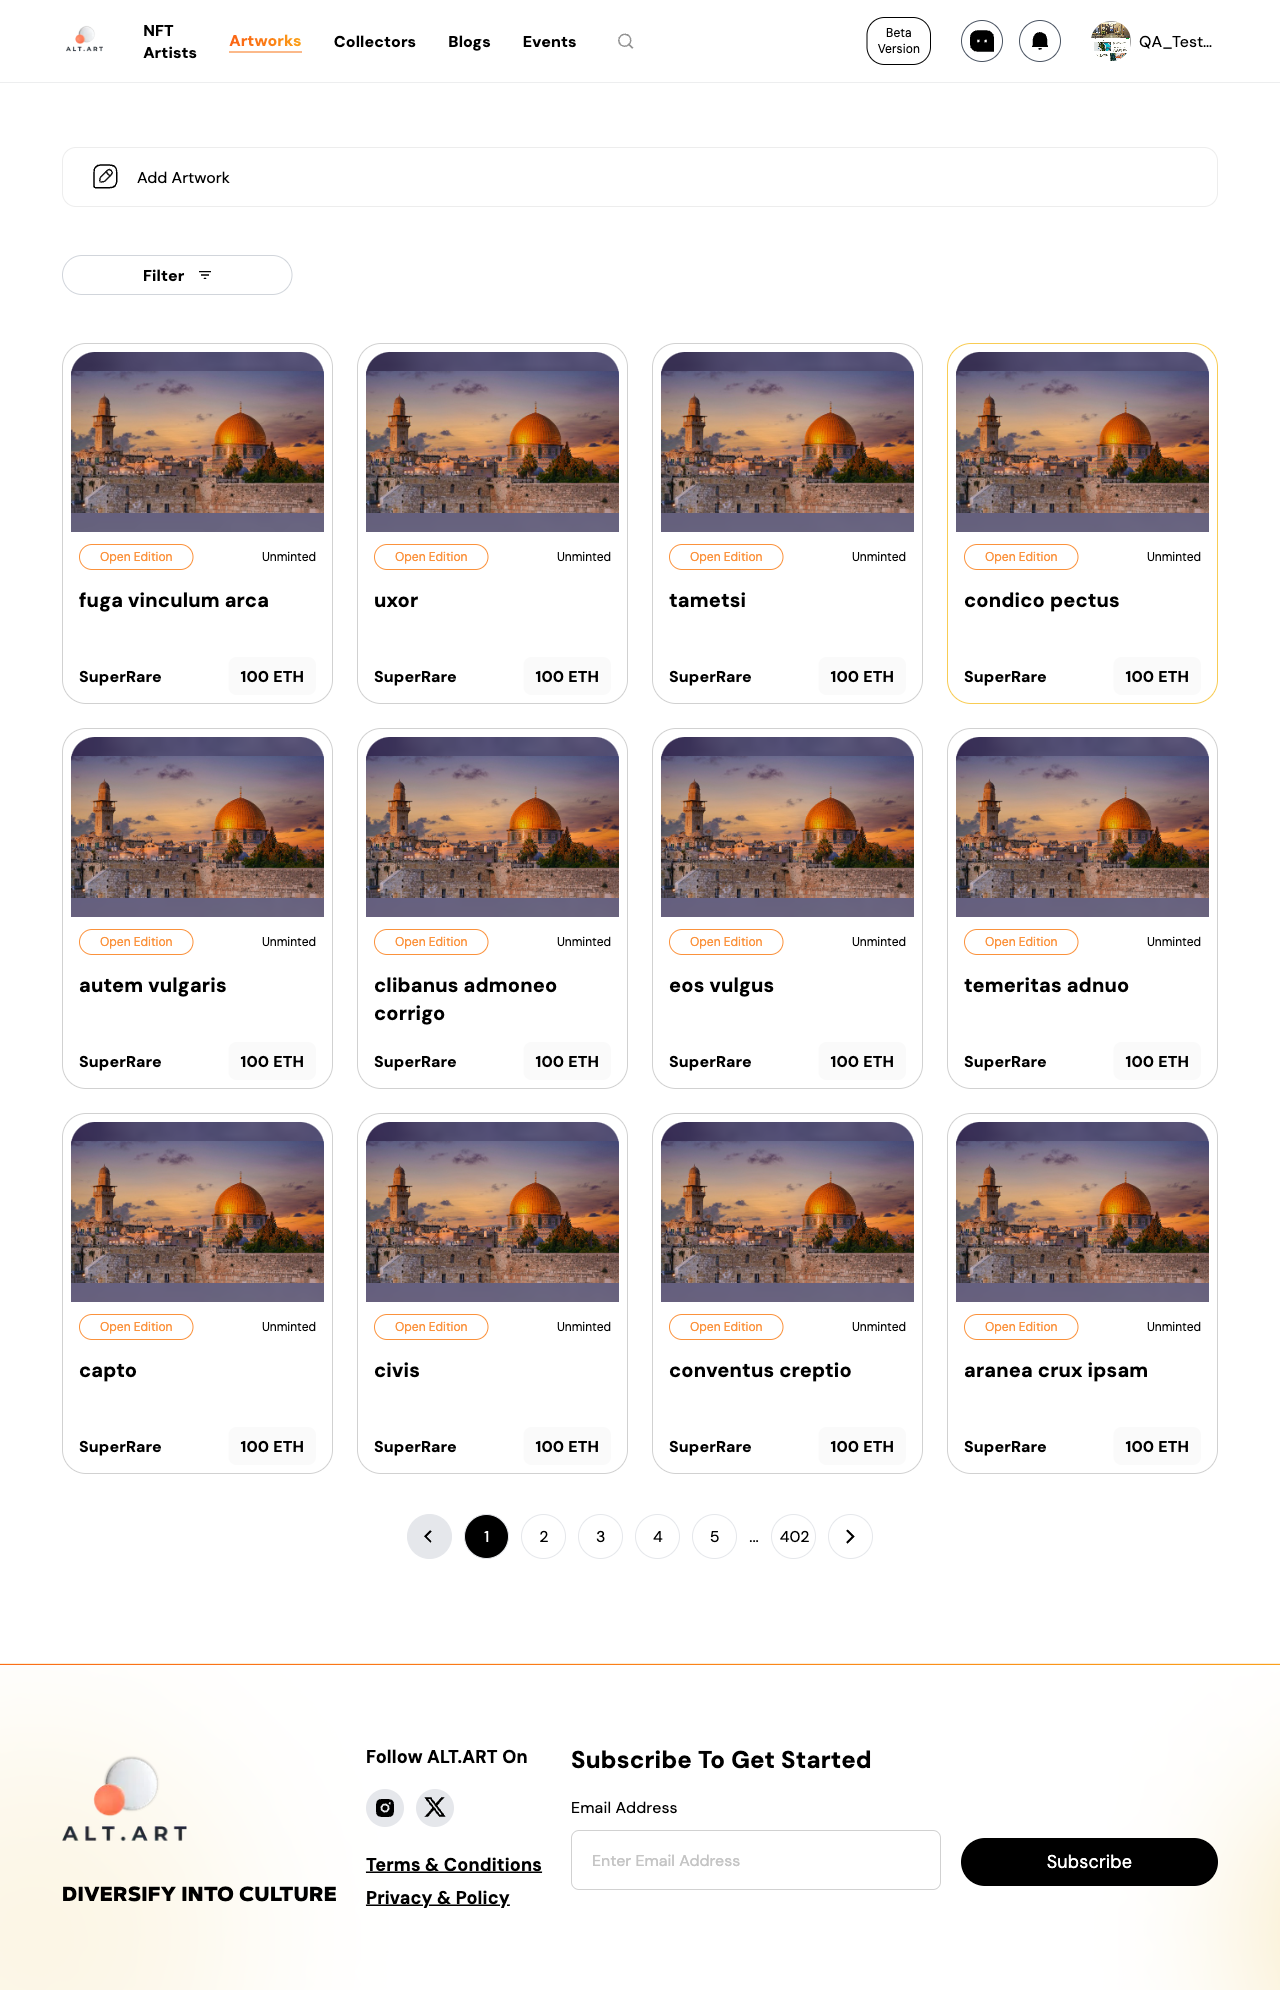 ALT.ART
NFT
Artists
Artworks
Collectors
Blogs
Events
Beta
Version
QA_Test...
Add Artwork
Filter
Open Edition Unminted
fuga vinculum arca
SuperRare 100 ETH
Open Edition Unminted
uxor
SuperRare 100 ETH
Open Edition Unminted
tametsi
SuperRare 100 ETH
Open Edition Unminted
condico pectus
SuperRare 100 ETH
Open Edition Unminted
autem vulgaris
SuperRare 100 ETH
Open Edition Unminted
clibanus admoneo
corrigo
SuperRare 100 ETH
Open Edition Unminted
eos vulgus
SuperRare 100 ETH
Open Edition Unminted
temeritas adnuo
SuperRare 100 ETH
Open Edition Unminted
capto
SuperRare 100 ETH
Open Edition Unminted
civis
SuperRare 100 ETH
Open Edition Unminted
conventus creptio
SuperRare 100 ETH
Open Edition Unminted
aranea crux ipsam
SuperRare 100 ETH
1 2 3 4 5 ... 402
ALT.ART
DIVERSIFY INTO CULTURE
Follow ALT.ART On
Terms & Conditions
Privacy & Policy
Subscribe To Get Started
Email Address
Enter Email Address
Subscribe